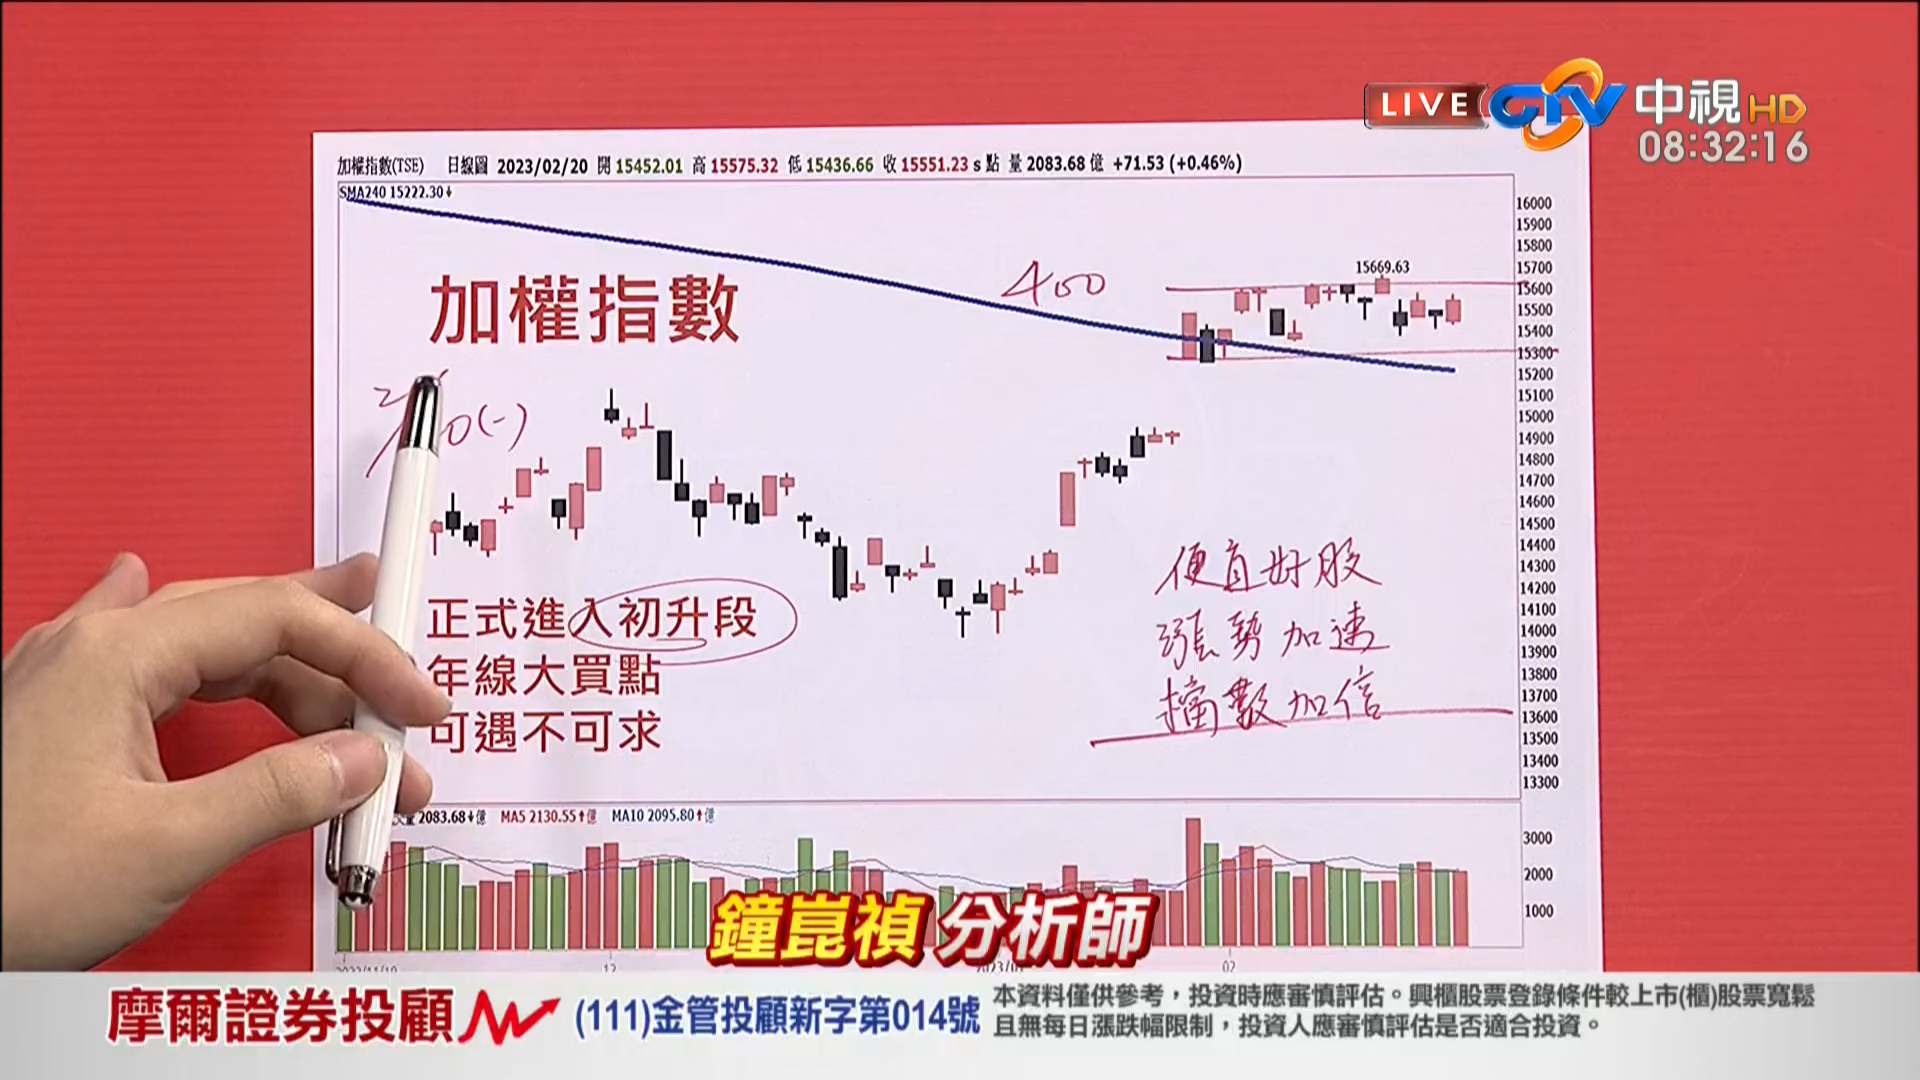 LIVE CTV 中視HD
08:32:16
加權指數(TSE) 日線圖 2023/02/20 開 15452.01 高 15575.32 低 15436.66 收 15551.23 s 點 量 2083.68 億 +71.53 (+0.46%)
SMA240 15222.30↓
16000
15900
15800
15700
15600
15500
15400
15300
15200
15100
15000
14900
14800
14700
14600
14500
14400
14300
14200
14100
14000
13900
13800
13700
13600
13500
13400
13300
15669.63
400
加權指數
(一)
正式進入初升段
年線大買點
可遇不可求
便宜好股
漲勢加速
檔數加倍
量 2083.68↓億 MA5 2130.55↑億 MA10 2095.80↑億
3000
2000
1000
12
02
鐘崑禎 分析師
摩爾證券投顧
(111)金管投顧新字第014號
本資料僅供參考，投資時應審慎評估。興櫃股票登錄條件較上市(櫃)股票寬鬆
且無每日漲跌幅限制，投資人應審慎評估是否適合投資。